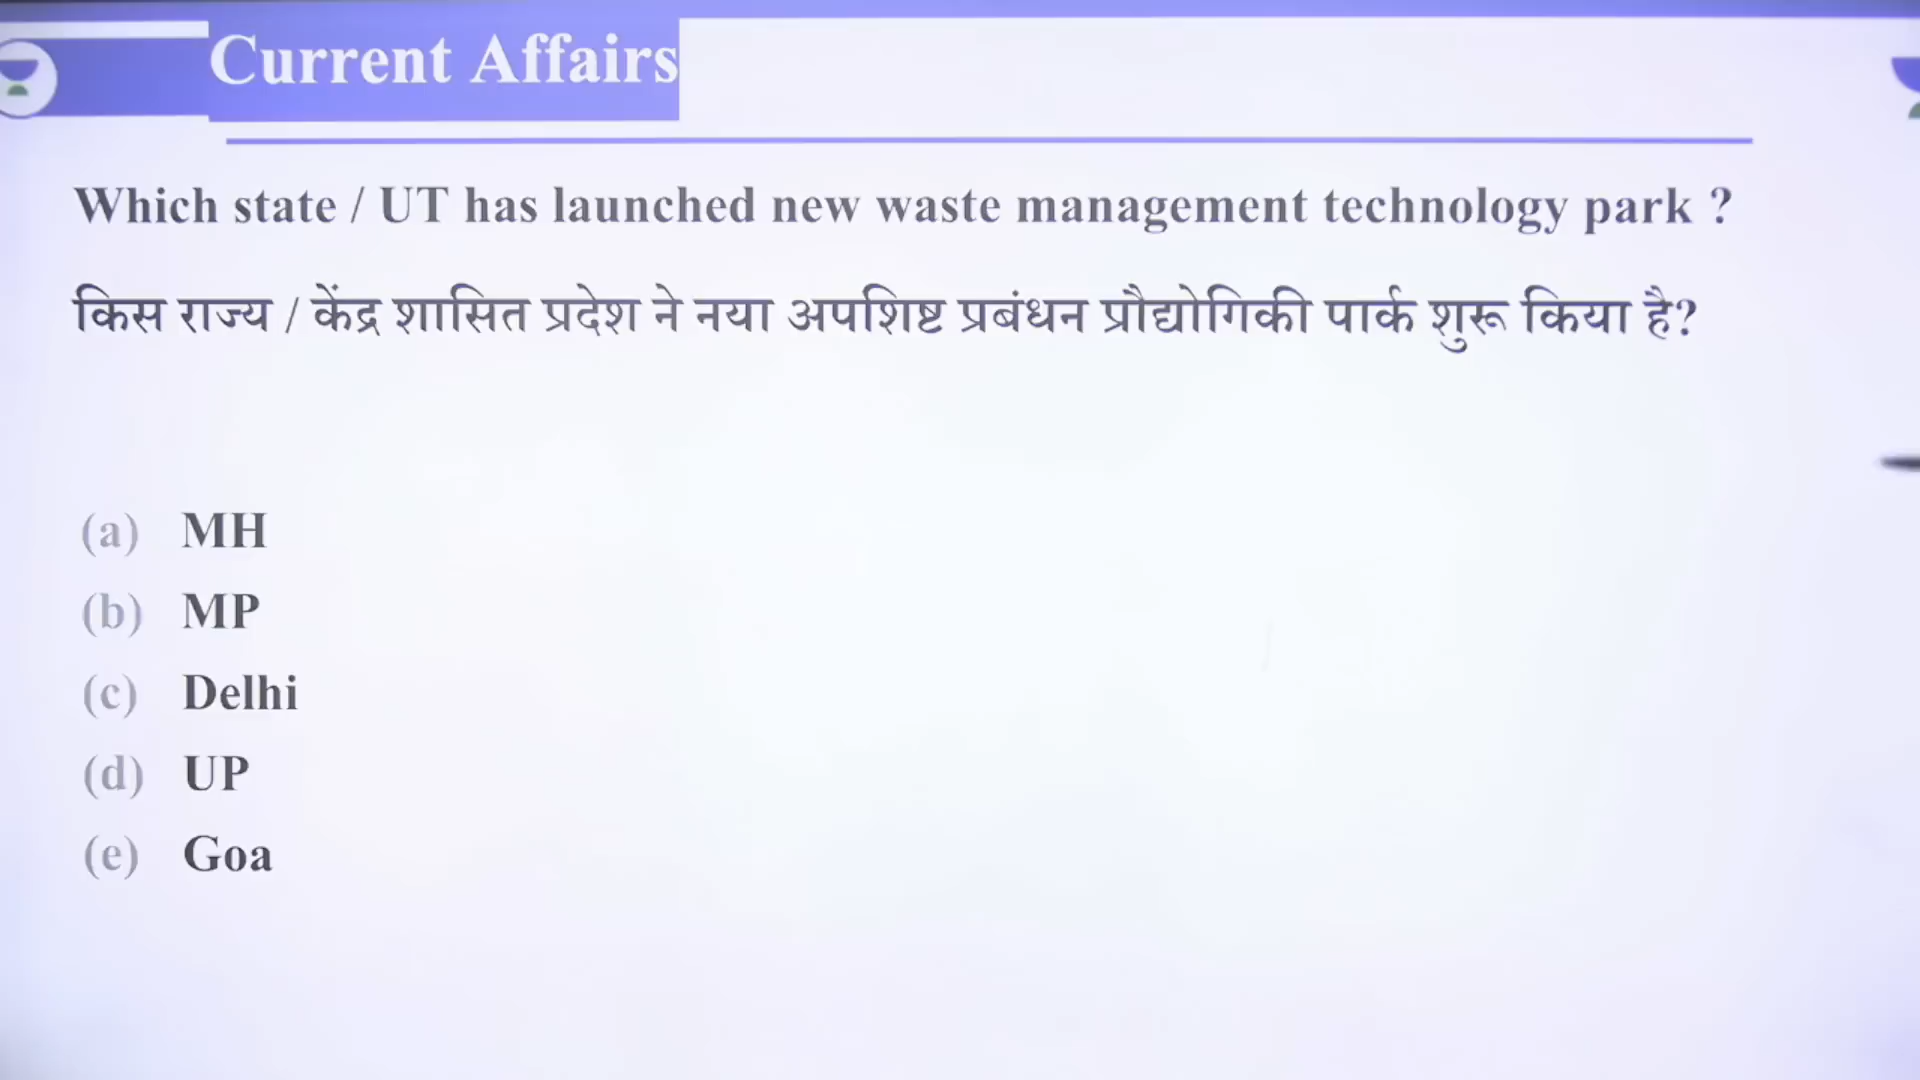 Current Affairs
Which state / UT has launched new waste management technology park ?
किस राज्य / केंद्र शासित प्रदेश ने नया अपशिष्ट प्रबंधन प्रौद्योगिकी पार्क शुरू किया है?
(a) MH
(b) MP
(c) Delhi
(d) UP
(e) Goa